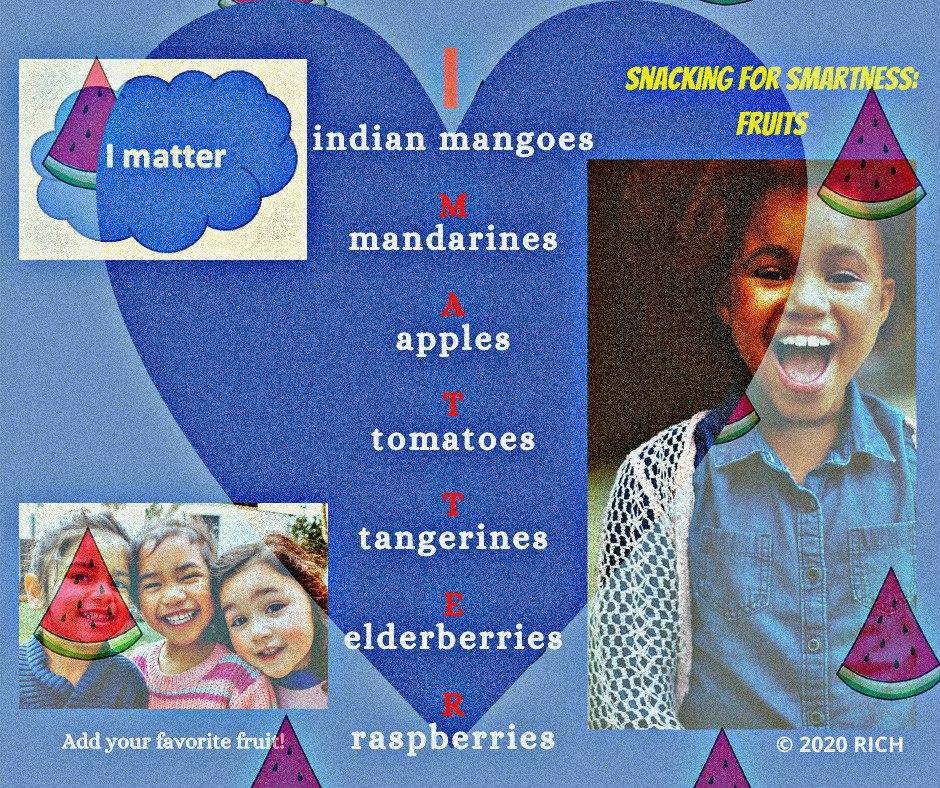 I
indian mangoes
SNACKING FOR SMARTNESS:
FRUITS
I matter
M
mandarines
A
apples
T
tomatoes
T
tangerines
E
elderberries
R
raspberries
Add your favorite fruit!
© 2020 RICH